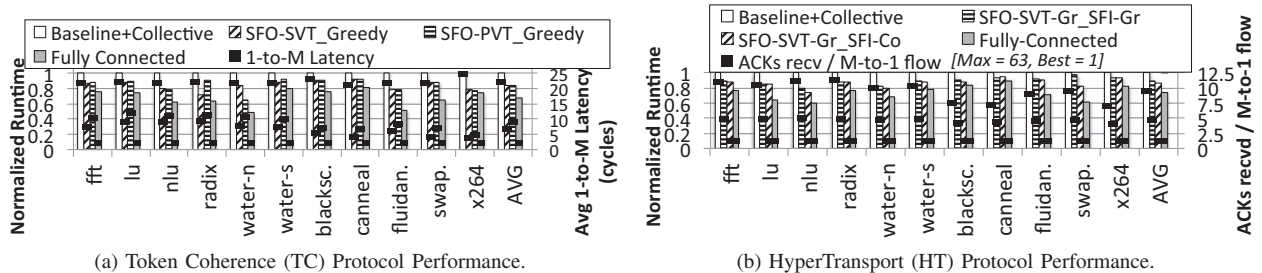 Baseline+Collective SFO-SVT_Greedy SFO-PVT_Greedy
Fully Connected 1-to-M Latency
Normalized Runtime
1
0.8
0.6
0.4
0.2
0
25
20
15
10
5
0
Avg 1-to-M Latency
(cycles)
fft
lu
nlu
radix
water-n
water-s
blacksc.
canneal
fluidan.
swap.
x264
AVG
(a) Token Coherence (TC) Protocol Performance.
Baseline+Collective SFO-SVT-Gr_SFI-Gr
SFO-SVT-Gr_SFI-Co Fully-Connected
ACKs recv / M-to-1 flow [Max = 63, Best = 1]
Normalized Runtime
1
0.8
0.6
0.4
0.2
0
12.5
10
7.5
5
2.5
0
ACKs recvd / M-to-1 flow
fft
lu
nlu
radix
water-n
water-s
blacksc.
canneal
fluidan.
swap.
x264
AVG
(b) HyperTransport (HT) Protocol Performance.